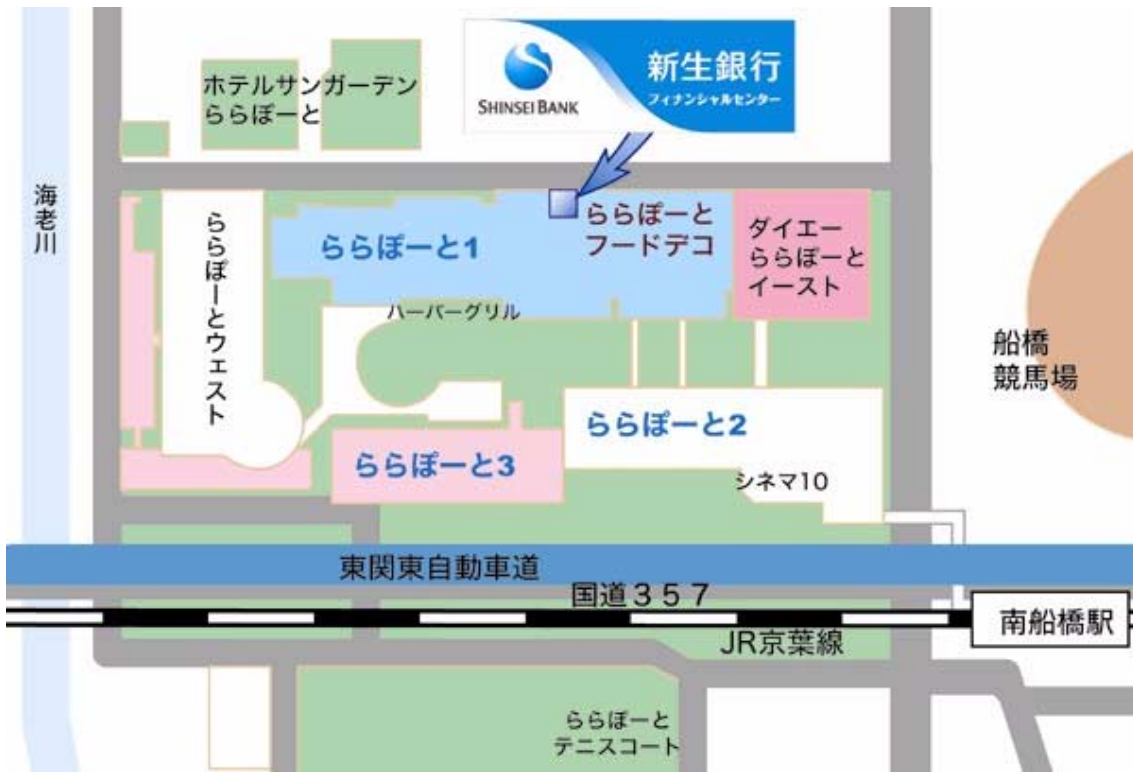 SHINSEI BANK
新生銀行
フィナンシャルセンター
ホテルサンガーデン
ららぽーと
海老川
ららぽーとウェスト
ららぽーと1
ららぽーと
フードデコ
ダイエー
ららぽーと
イースト
ハーバーグリル
船橋
競馬場
ららぽーと2
ららぽーと3
シネマ10
東関東自動車道
国道３５７
南船橋駅
JR京葉線
ららぽーと
テニスコート